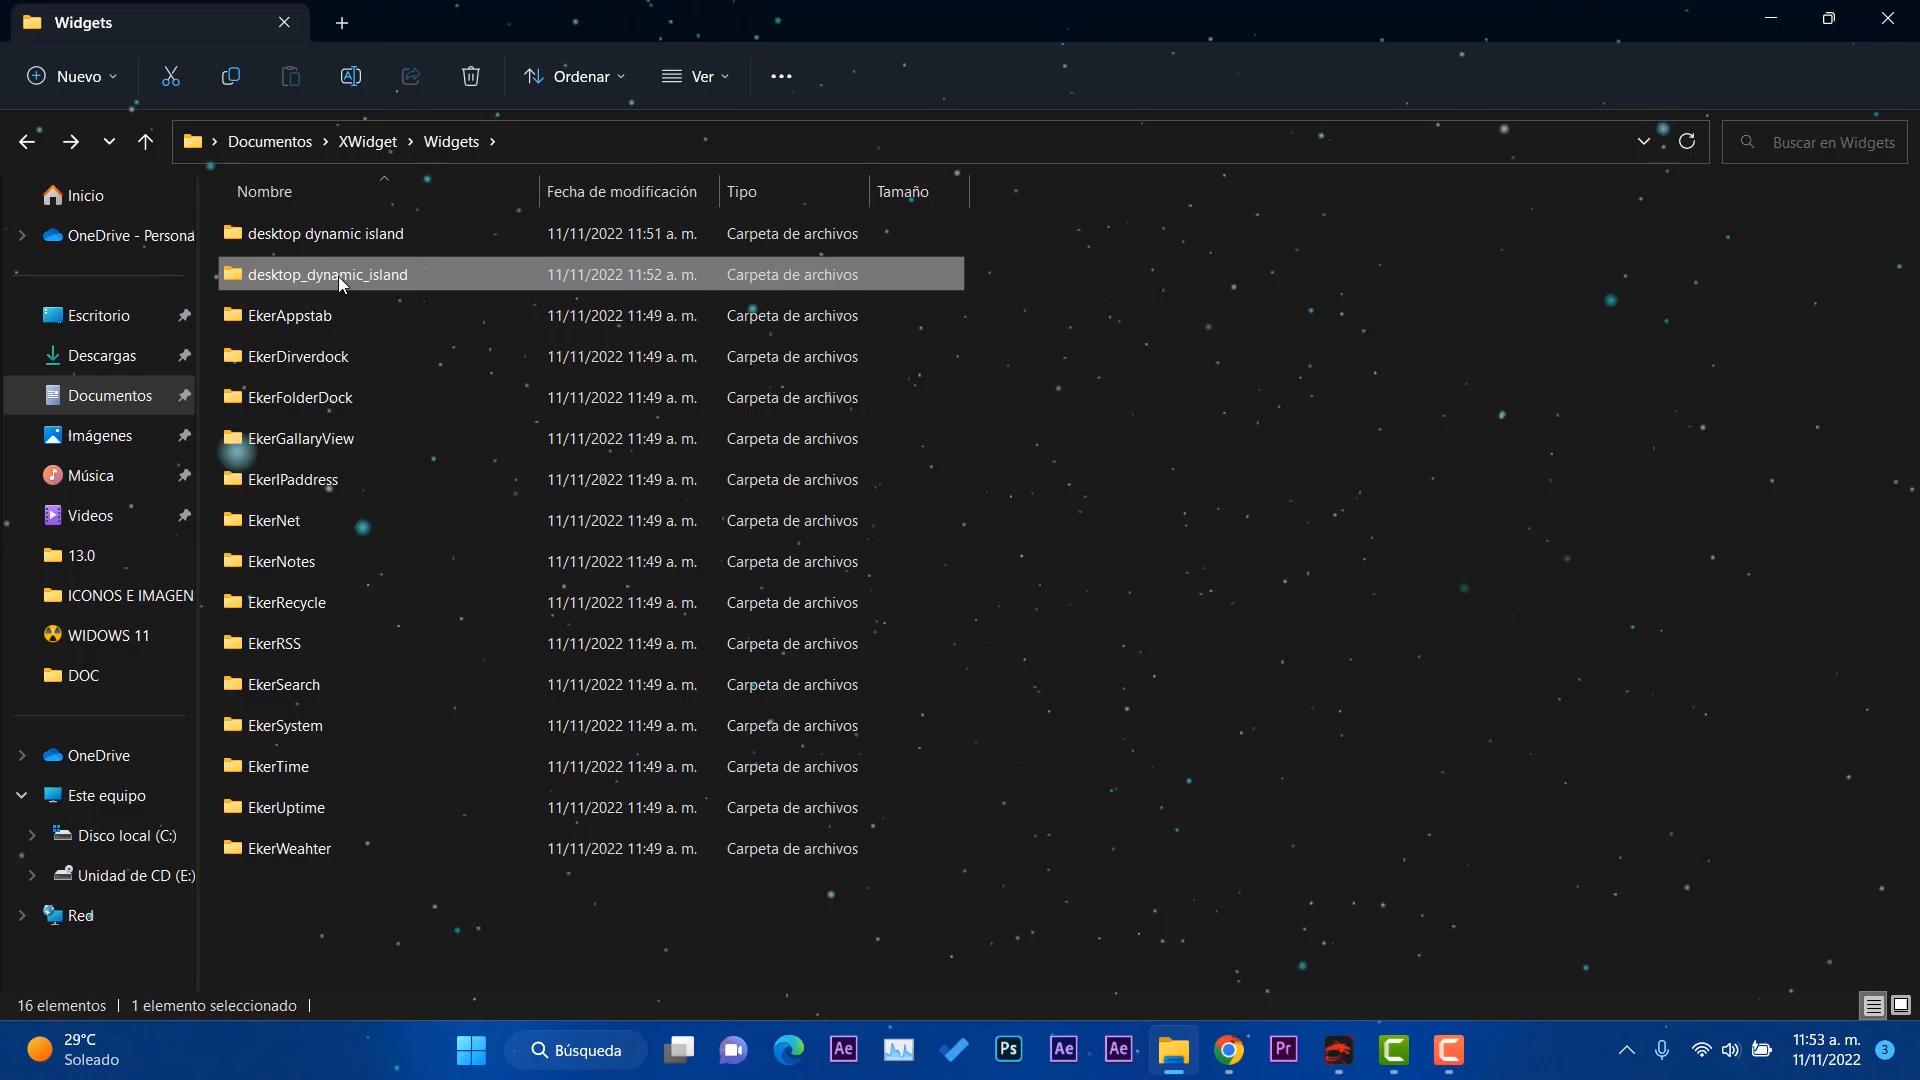 Widgets
Nuevo
Ordenar
Ver
Documentos
XWidget
Widgets
Buscar en Widgets
Inicio
OneDrive - Persona
Escritorio
Descargas
Documentos
Imágenes
Música
Videos
13.0
ICONOS E IMAGEN
WIDOWS 11
DOC
OneDrive
Este equipo
Disco local (C:)
Unidad de CD (E:)
Red
Nombre Fecha de modificación Tipo Tamaño
desktop dynamic island 11/11/2022 11:51 a. m. Carpeta de archivos
desktop_dynamic_island 11/11/2022 11:52 a. m. Carpeta de archivos
EkerAppstab 11/11/2022 11:49 a. m. Carpeta de archivos
EkerDirverdock 11/11/2022 11:49 a. m. Carpeta de archivos
EkerFolderDock 11/11/2022 11:49 a. m. Carpeta de archivos
EkerGallaryView 11/11/2022 11:49 a. m. Carpeta de archivos
EkerIPaddress 11/11/2022 11:49 a. m. Carpeta de archivos
EkerNet 11/11/2022 11:49 a. m. Carpeta de archivos
EkerNotes 11/11/2022 11:49 a. m. Carpeta de archivos
EkerRecycle 11/11/2022 11:49 a. m. Carpeta de archivos
EkerRSS 11/11/2022 11:49 a. m. Carpeta de archivos
EkerSearch 11/11/2022 11:49 a. m. Carpeta de archivos
EkerSystem 11/11/2022 11:49 a. m. Carpeta de archivos
EkerTime 11/11/2022 11:49 a. m. Carpeta de archivos
EkerUptime 11/11/2022 11:49 a. m. Carpeta de archivos
EkerWeahter 11/11/2022 11:49 a. m. Carpeta de archivos
16 elementos
1 elemento seleccionado
29°C
Soleado
Búsqueda
Ae
Ps
Ae
Ae
Pr
C
C
11:53 a. m.
11/11/2022
3